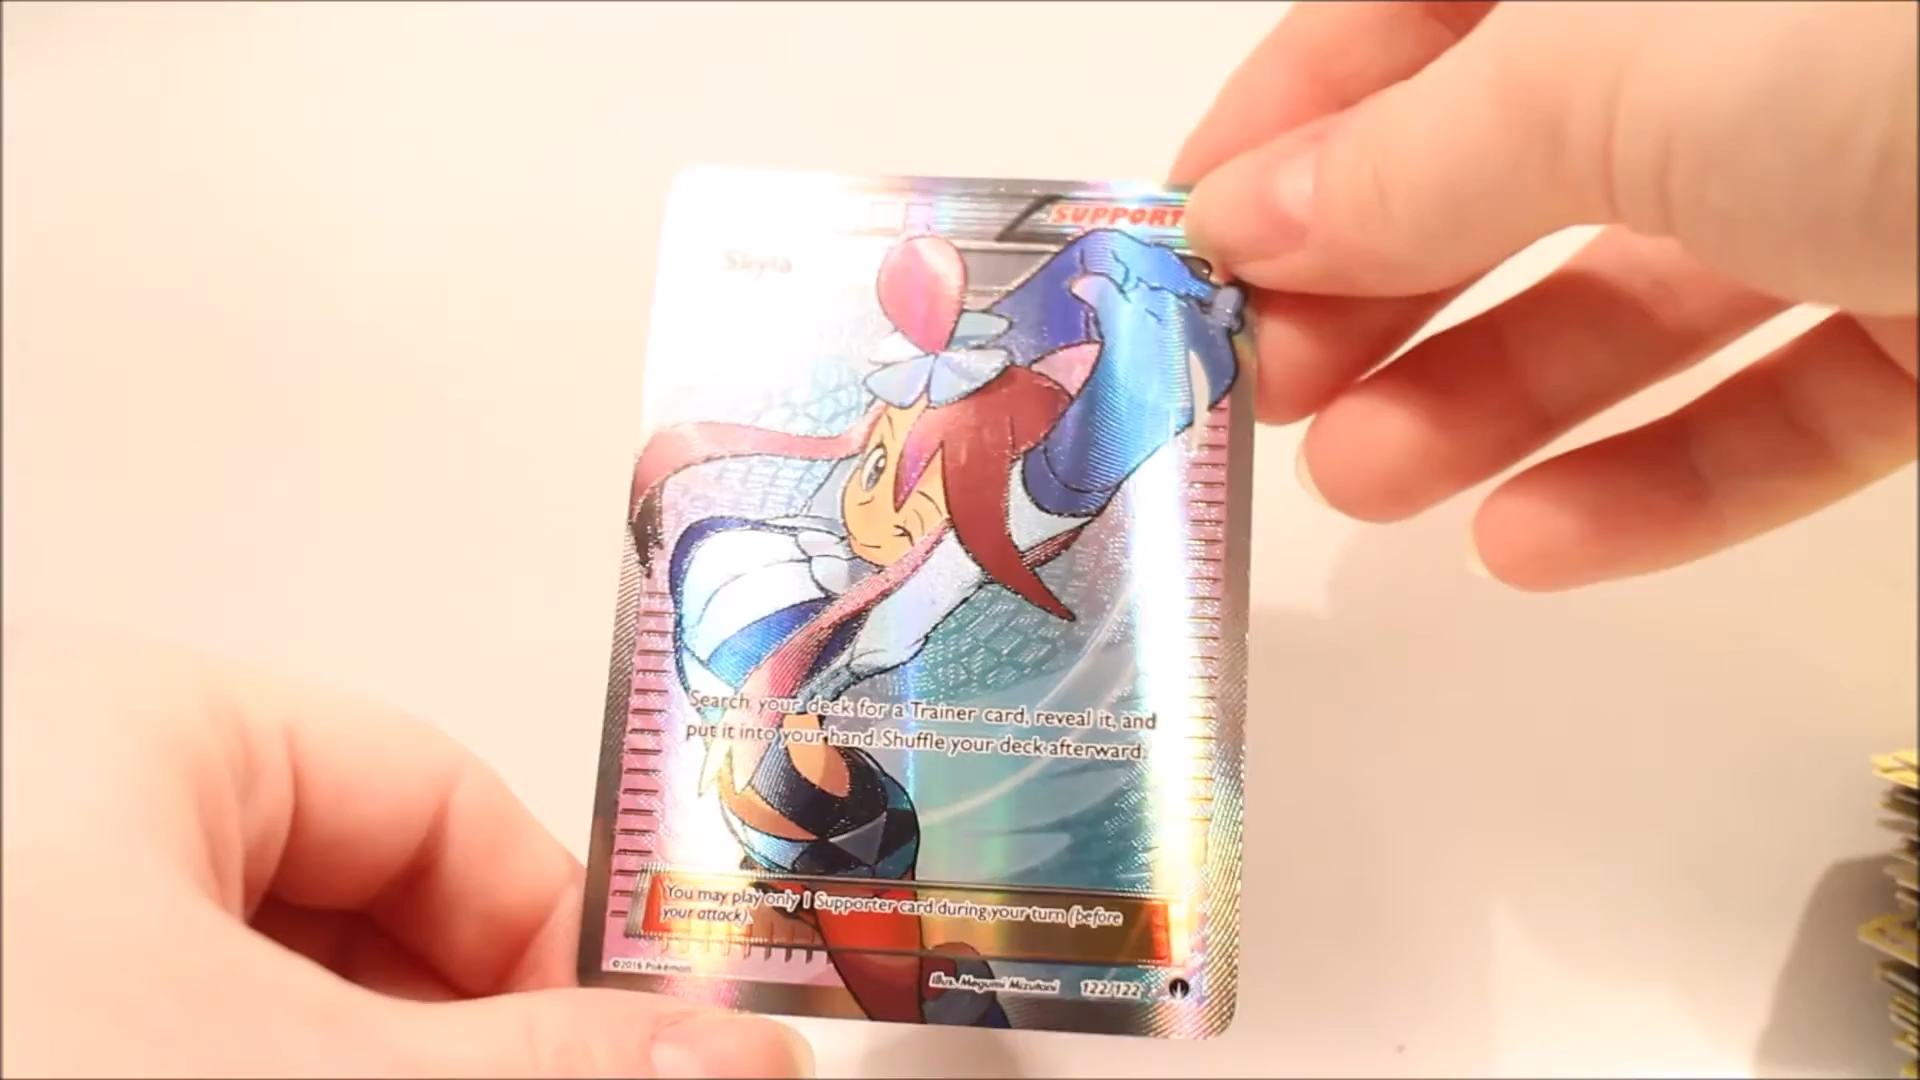 SUPPORT
Skyla
Search your deck for a Trainer card, reveal it, and
put it into your hand. Shuffle your deck afterward.
You may play only 1 Supporter card during your turn (before
your attack).
©2016 Pokémon
Illus. Megumi Mizutani 122/122